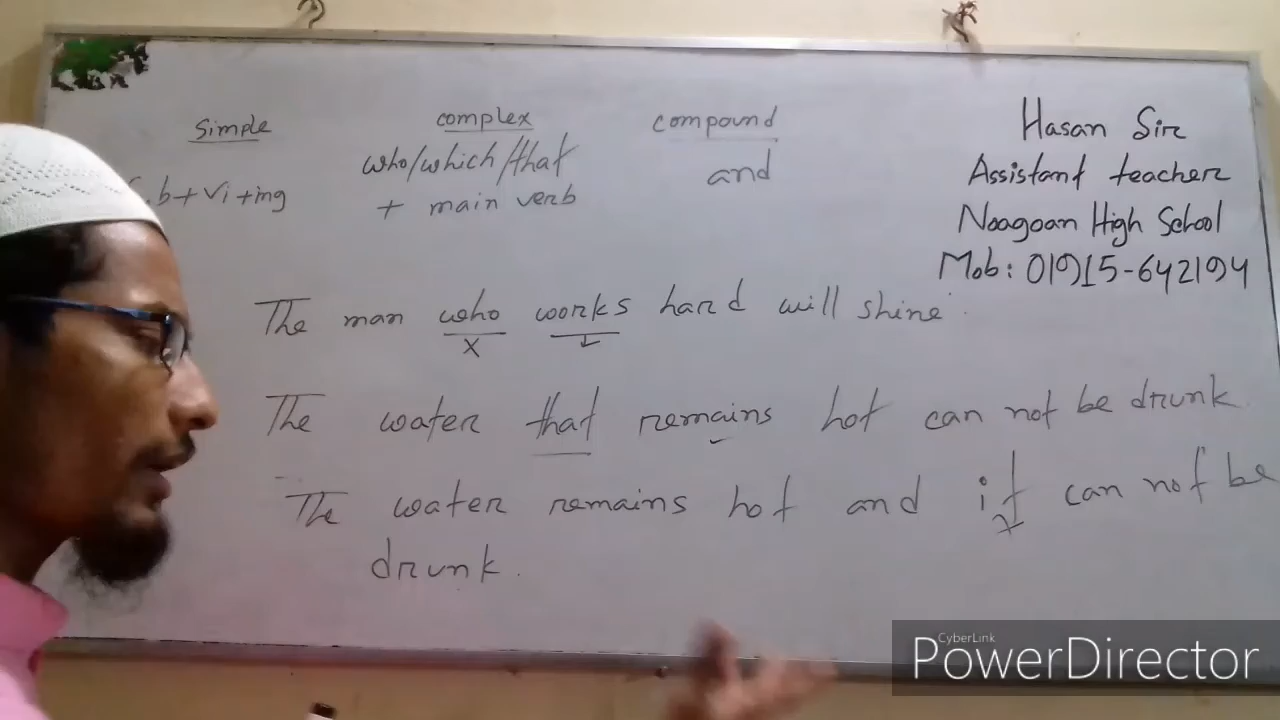 Simple
b+vi+ing
complex
who/which/that
+ main verb
compound
and
Hasan Sir
Assistant teacher
Noagoan High School
Mob: 01915-642194
The man who works hard will shine.
x
The water that remains hot can not be drunk
The water remains hot and it can not be
x
drunk.
CyberLink
PowerDirector